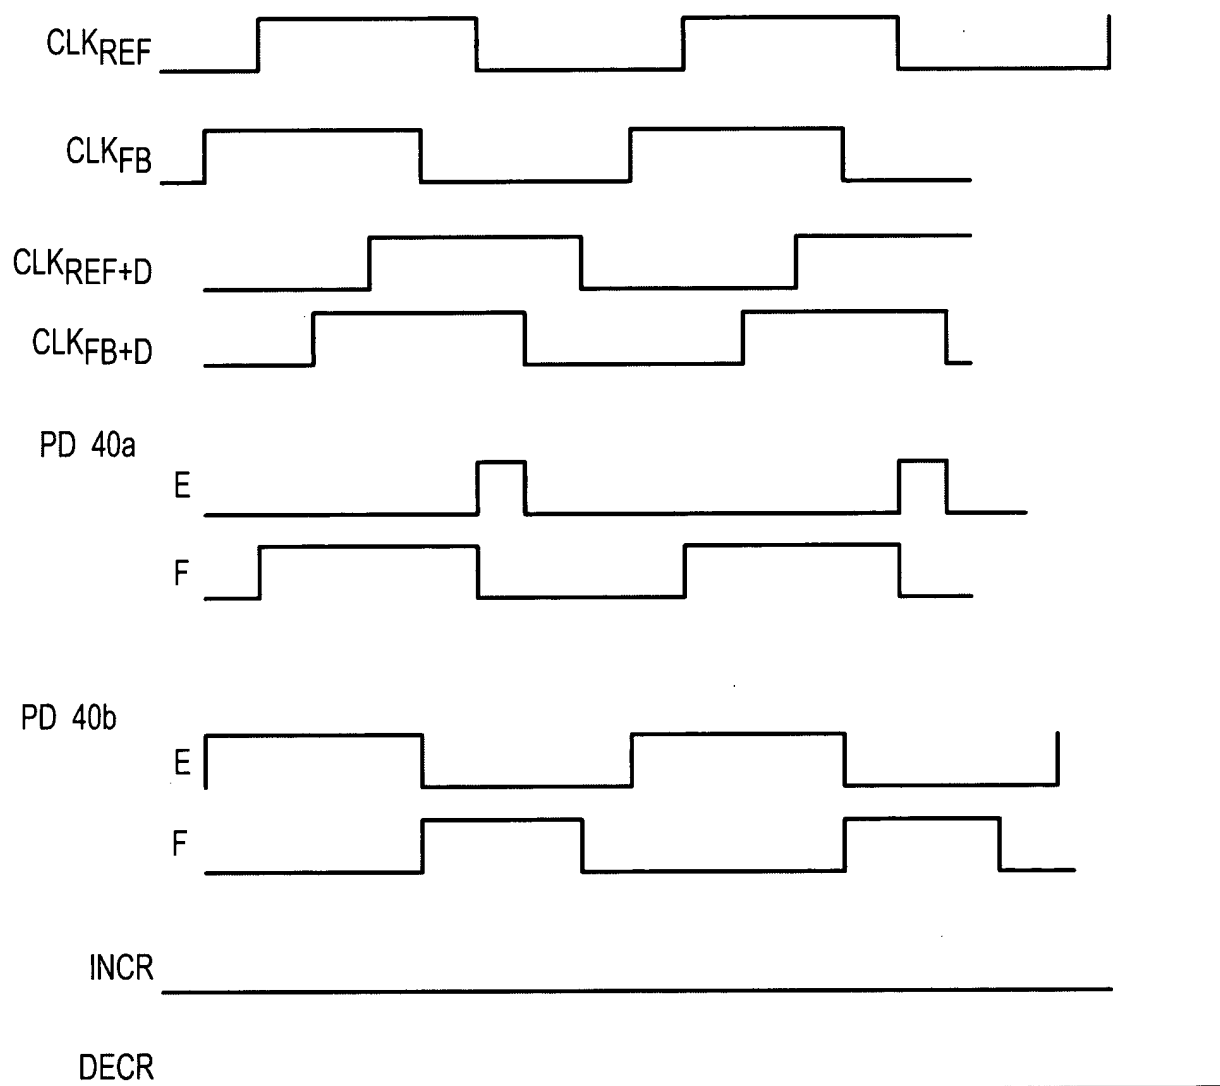 CLKREF
CLKFB
CLKREF+D
CLKFB+D
PD 40a
E
F
PD 40b
E
F
INCR
DECR